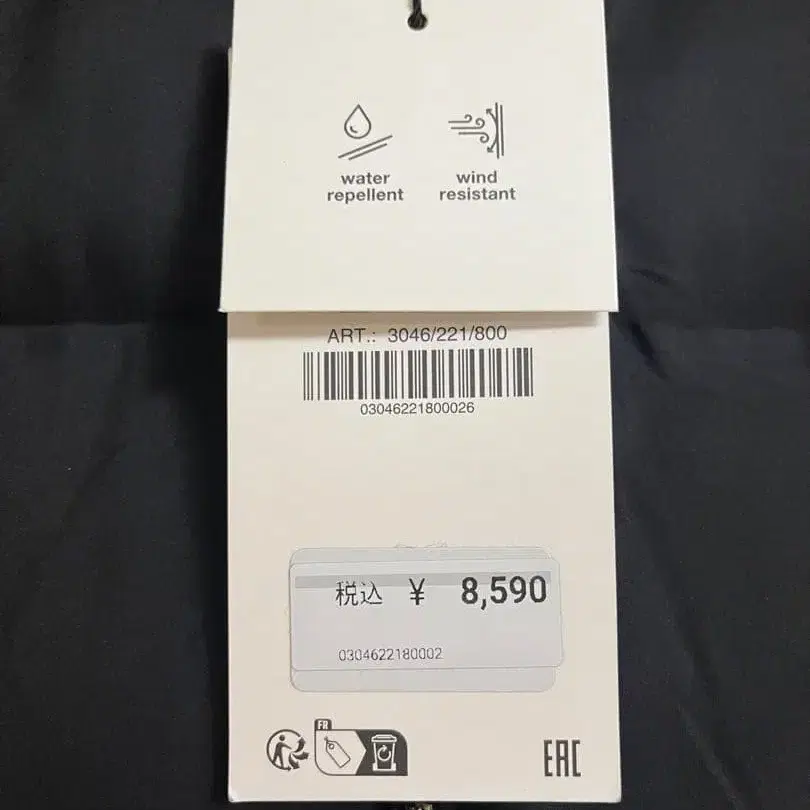 water
repellent
wind
resistant
ART.: 3046/221/800
03046221800026
税込 ¥ 8,590
0304622180002
FR
EAC